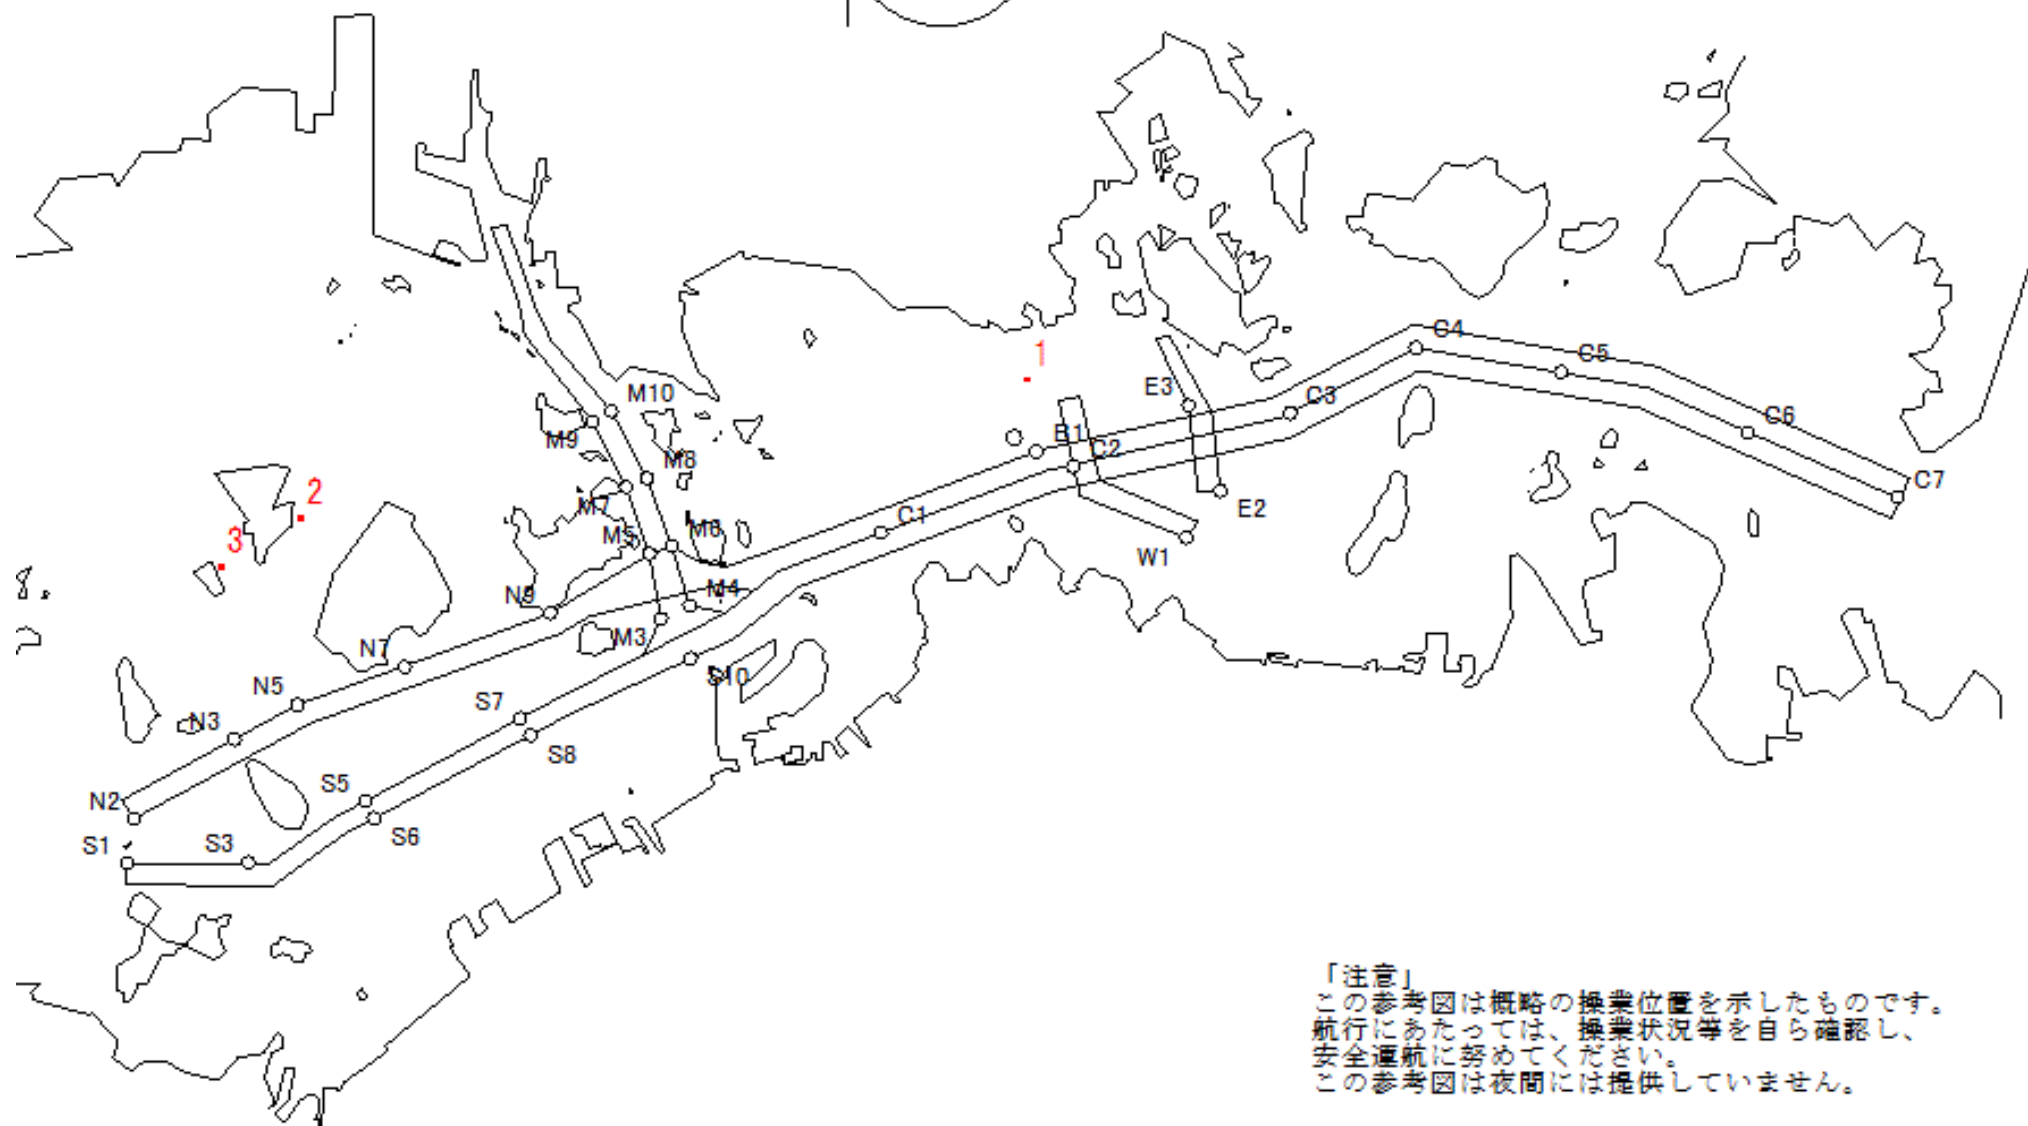 1
C4
C5
E3
M10
C3
C6
B1
M9
C2
M8
C7
2
M7
E2
C1
M6
3
M5
W1
M4
N9
M3
N7
S10
N5
S7
N3
S8
S5
N2
S6
S3
S1
「注意」
この参考図は概略の操業位置を示したものです。
航行にあたっては、操業状況等を自ら確認し、
安全運航に努めてください。
この参考図は夜間には提供していません。